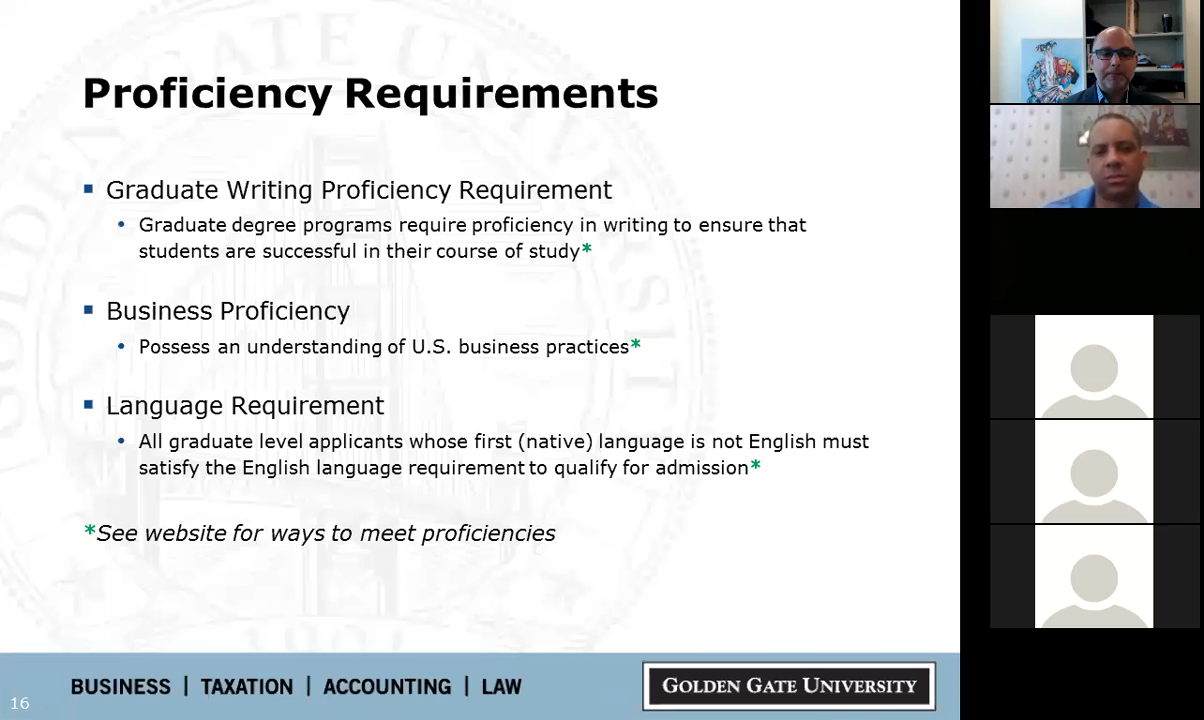 Proficiency Requirements
Graduate Writing Proficiency Requirement
Graduate degree programs require proficiency in writing to ensure that
students are successful in their course of study*
Business Proficiency
Possess an understanding of U.S. business practices*
Language Requirement
All graduate level applicants whose first (native) language is not English must
satisfy the English language requirement to qualify for admission*
*See website for ways to meet proficiencies
BUSINESS | TAXATION | ACCOUNTING | LAW
GOLDEN GATE UNIVERSITY
16